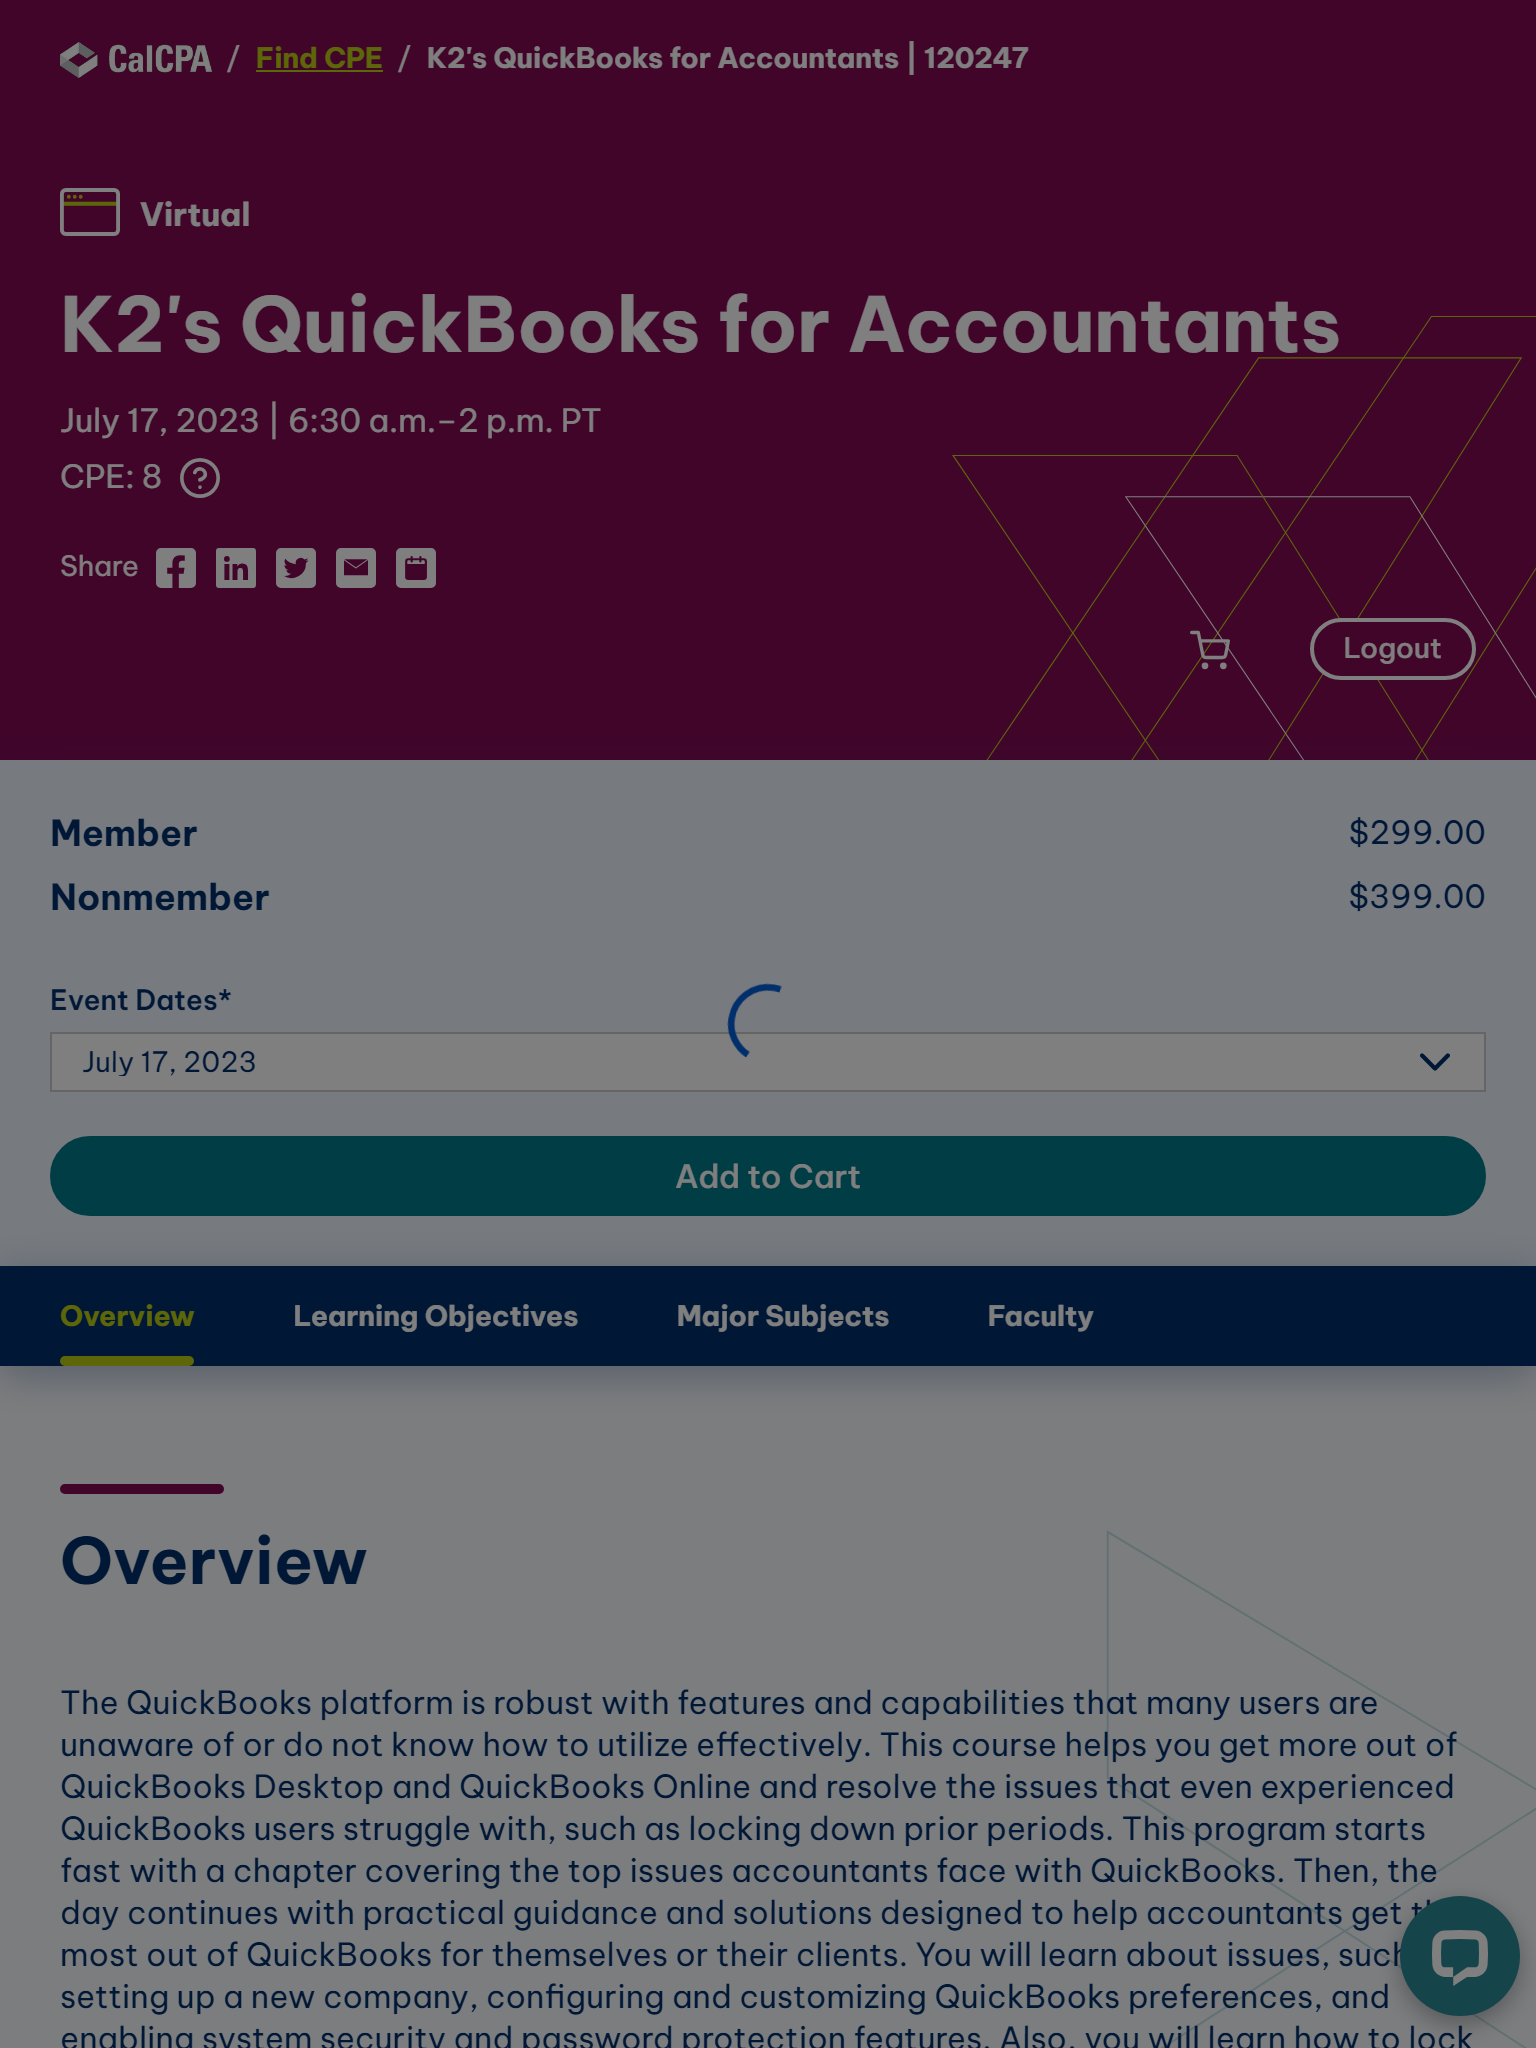 CalCPA / Find CPE / K2's QuickBooks for Accountants | 120247
Virtual
K2's QuickBooks for Accountants
July 17, 2023 | 6:30 a.m.–2 p.m. PT
CPE: 8 ?
Share
Logout
Member $299.00
Nonmember $399.00
Event Dates*
July 17, 2023
Add to Cart
Overview Learning Objectives Major Subjects Faculty
Overview
The QuickBooks platform is robust with features and capabilities that many users are
unaware of or do not know how to utilize effectively. This course helps you get more out of
QuickBooks Desktop and QuickBooks Online and resolve the issues that even experienced
QuickBooks users struggle with, such as locking down prior periods. This program starts
fast with a chapter covering the top issues accountants face with QuickBooks. Then, the
day continues with practical guidance and solutions designed to help accountants get
most out of QuickBooks for themselves or their clients. You will learn about issues, such
setting up a new company, configuring and customizing QuickBooks preferences, and
enabling system security and password protection features. Also, you will learn how to lock